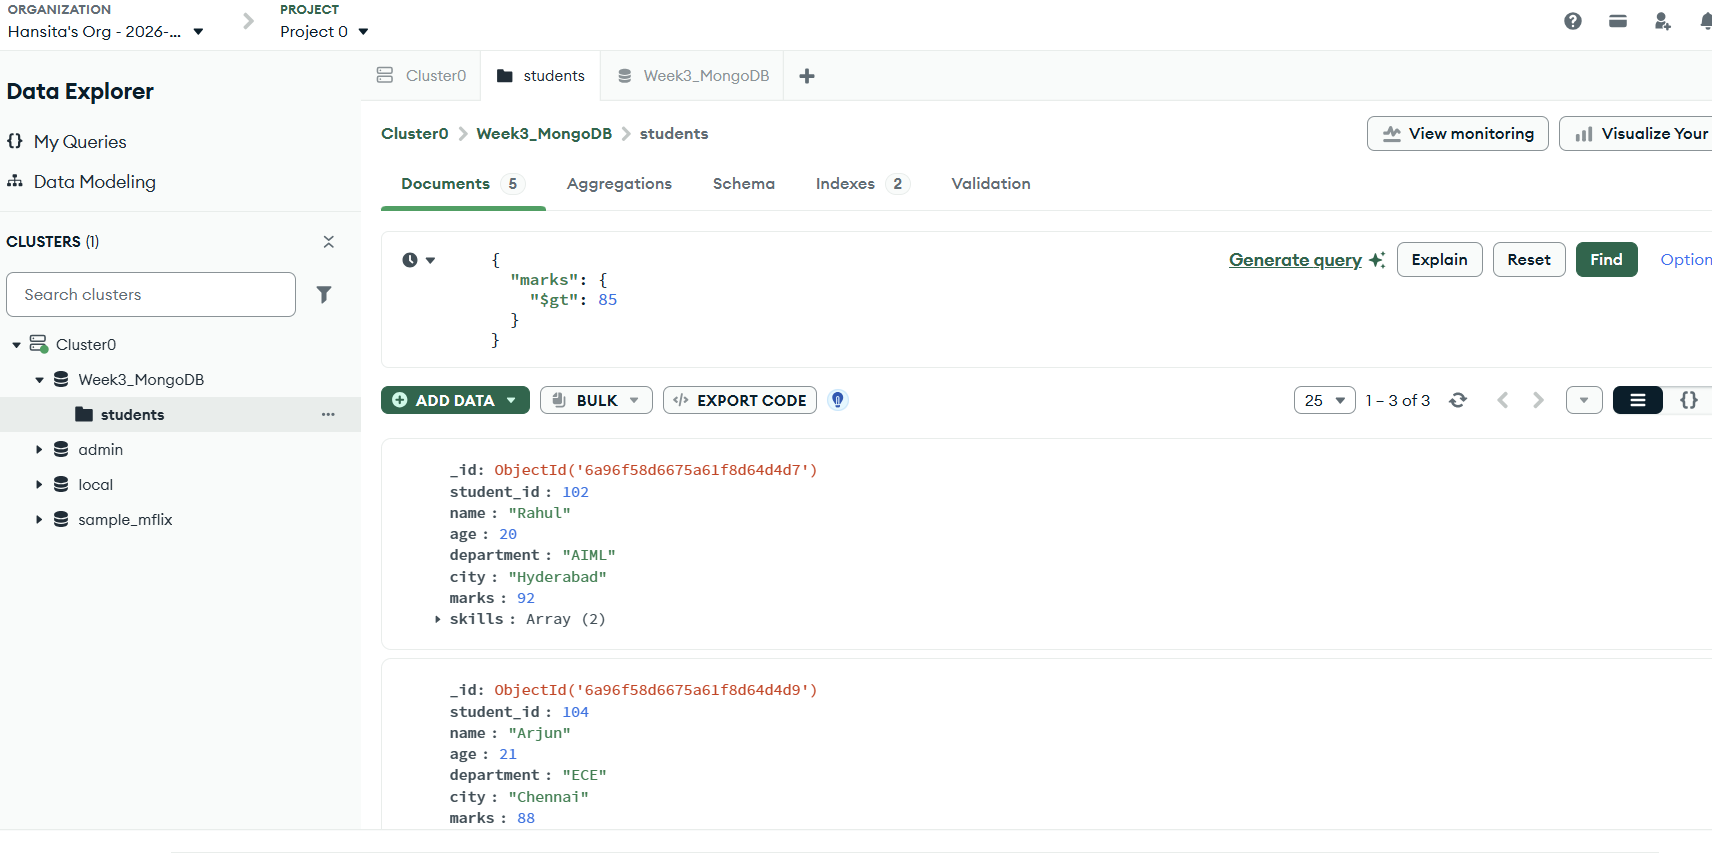 ORGANIZATION
Hansita's Org - 2026-...
PROJECT
Project 0
Data Explorer
My Queries
Data Modeling
CLUSTERS (1)
Search clusters
Cluster0
Week3_MongoDB
students
admin
local
sample_mflix
Cluster0
students
Week3_MongoDB
Cluster0 > Week3_MongoDB > students
View monitoring
Visualize Your
Documents 5
Aggregations
Schema
Indexes 2
Validation
{
"marks": {
"$gt": 85
}
}
Generate query
Explain
Reset
Find
Option
ADD DATA
BULK
</> EXPORT CODE
25
1 – 3 of 3
{}
_id: ObjectId('6a96f58d6675a61f8d64d4d7')
student_id : 102
name : "Rahul"
age : 20
department : "AIML"
city : "Hyderabad"
marks : 92
skills : Array (2)
_id: ObjectId('6a96f58d6675a61f8d64d4d9')
student_id : 104
name : "Arjun"
age : 21
department : "ECE"
city : "Chennai"
marks : 88